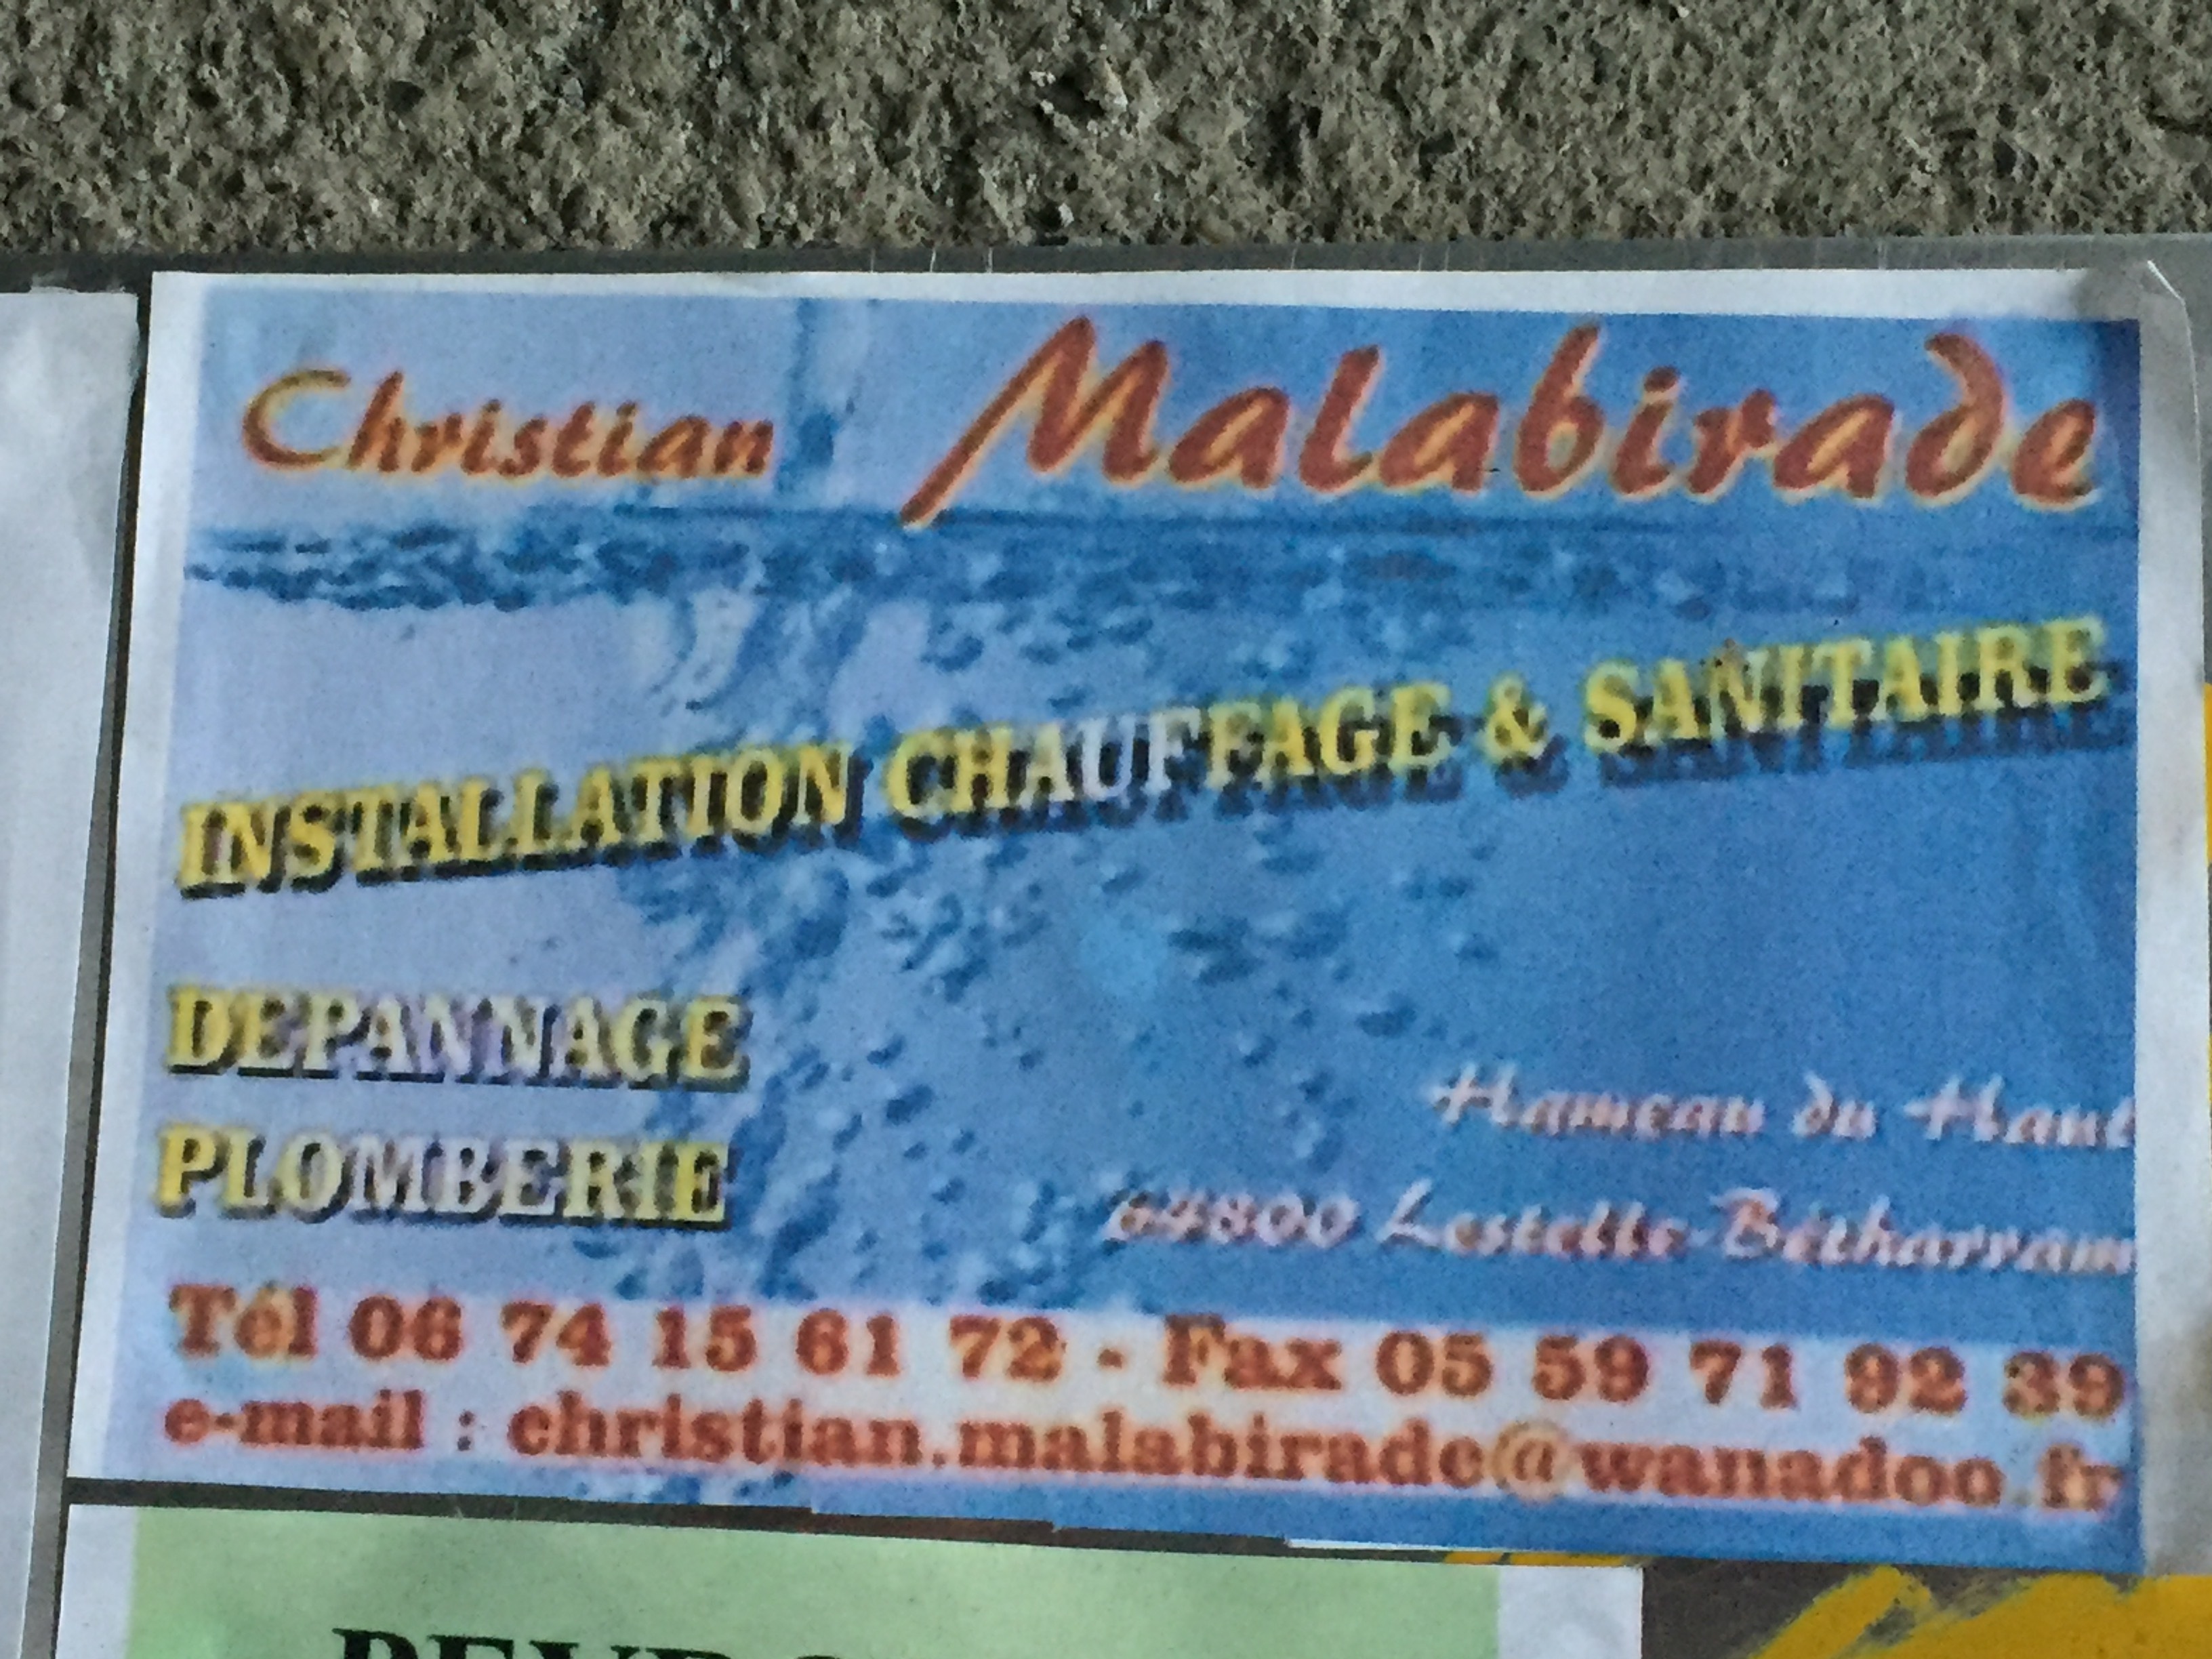 Christian Malabirade
INSTALLATION CHAUFFAGE & SANITAIRE
DEPANNAGE
PLOMBERIE
Hameau du Haut
64800 Lestelle-Bétharram
Tél 06 74 15 61 72 - Fax 05 59 71 92 39
e-mail : christian.malabirade@wanadoo.fr